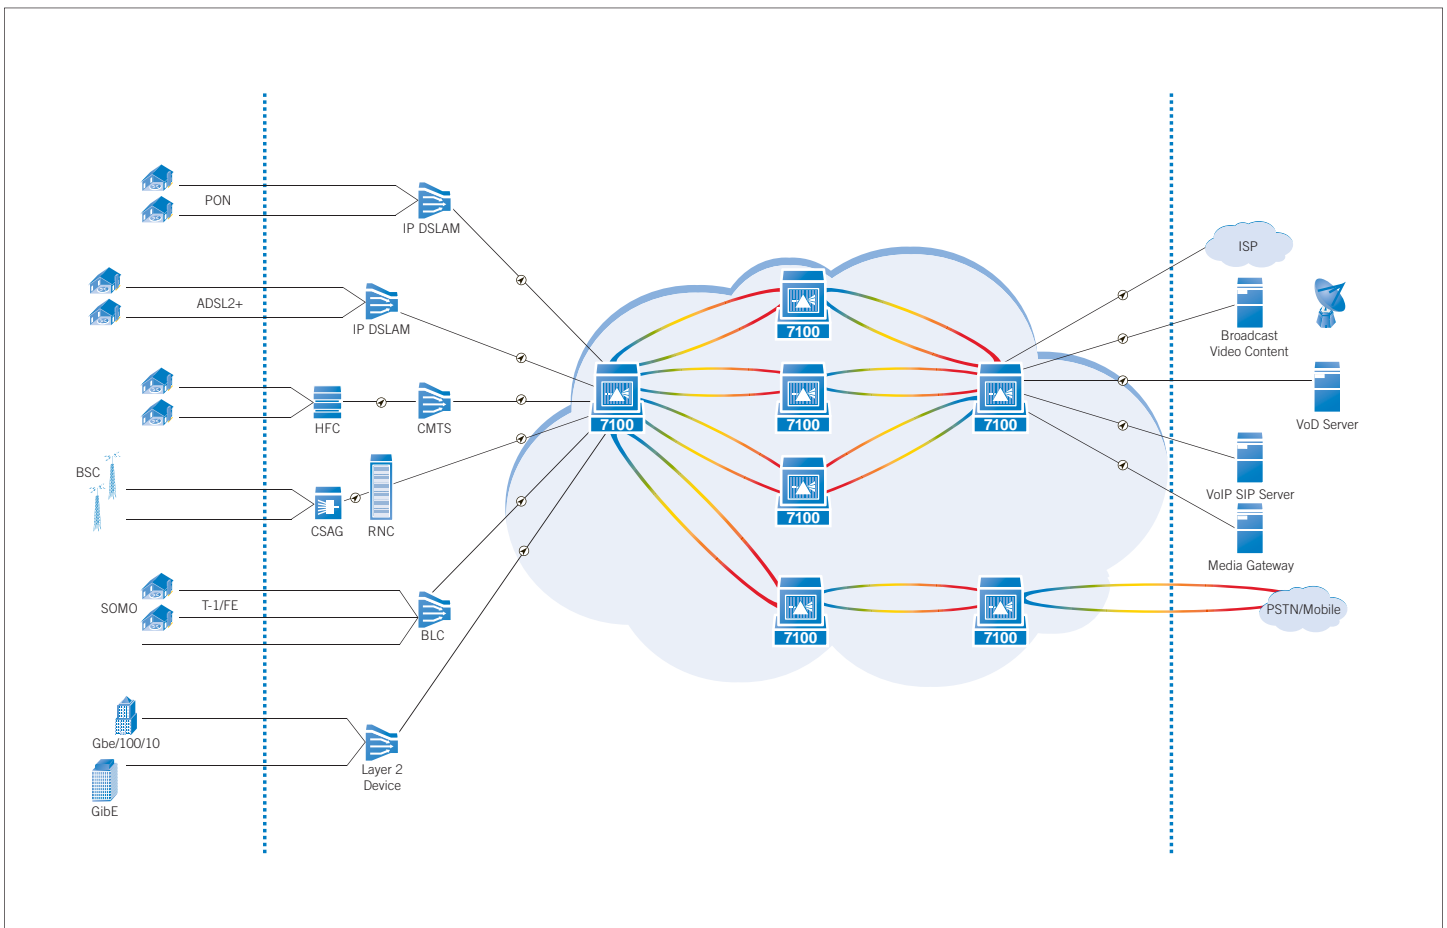 PON
IP DSLAM
ADSL2+
IP DSLAM
HFC
CMTS
BSC
CSAG
RNC
SOMO
T-1/FE
BLC
Gbe/100/10
Layer 2
Device
GibE
7100
7100
7100
7100
7100
7100
7100
ISP
Broadcast
Video Content
VoD Server
VoIP SIP Server
Media Gateway
PSTN/Mobile